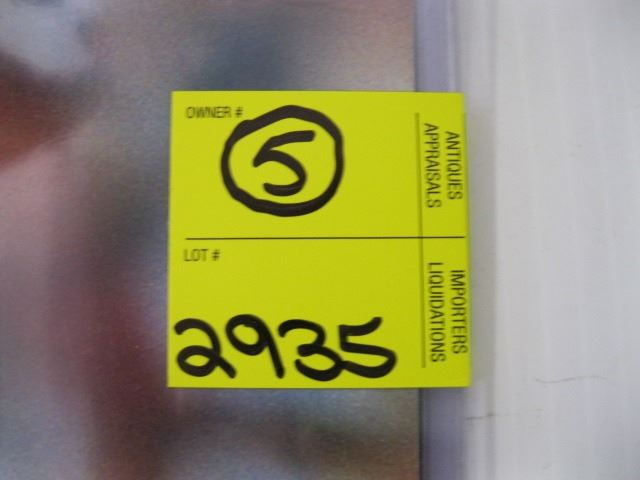 OWNER #
5
LOT #
2935
ANTIQUES
APPRAISALS
IMPORTERS
LIQUIDATIONS